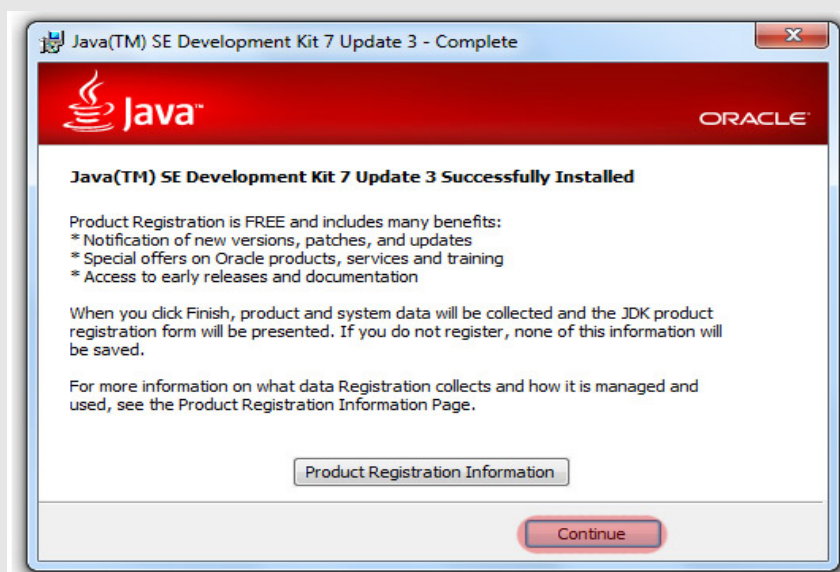 Java(TM) SE Development Kit 7 Update 3 - Complete
Java™
ORACLE
Java(TM) SE Development Kit 7 Update 3 Successfully Installed
Product Registration is FREE and includes many benefits:
* Notification of new versions, patches, and updates
* Special offers on Oracle products, services and training
* Access to early releases and documentation
When you click Finish, product and system data will be collected and the JDK product
registration form will be presented. If you do not register, none of this information will
be saved.
For more information on what data Registration collects and how it is managed and
used, see the Product Registration Information Page.
Product Registration Information
Continue